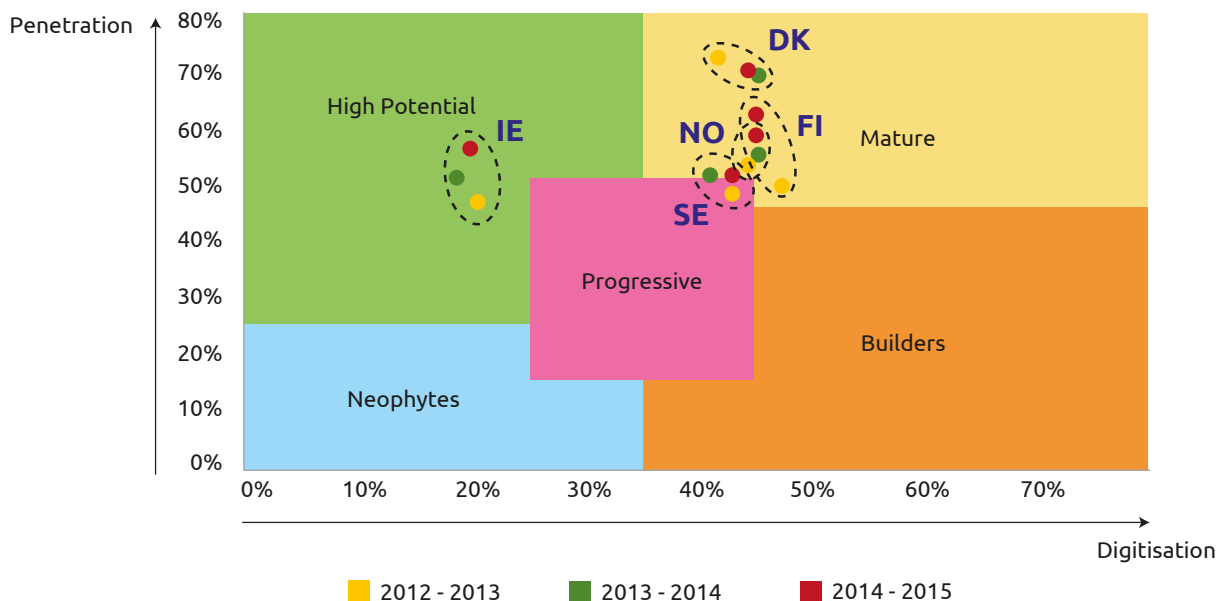 Penetration
80%
70%
60%
50%
40%
30%
20%
10%
0%
High Potential
IE
DK
NO
FI
Mature
SE
Progressive
Builders
Neophytes
0% 10% 20% 30% 40% 50% 60% 70%
Digitisation
2012 - 2013 2013 - 2014 2014 - 2015